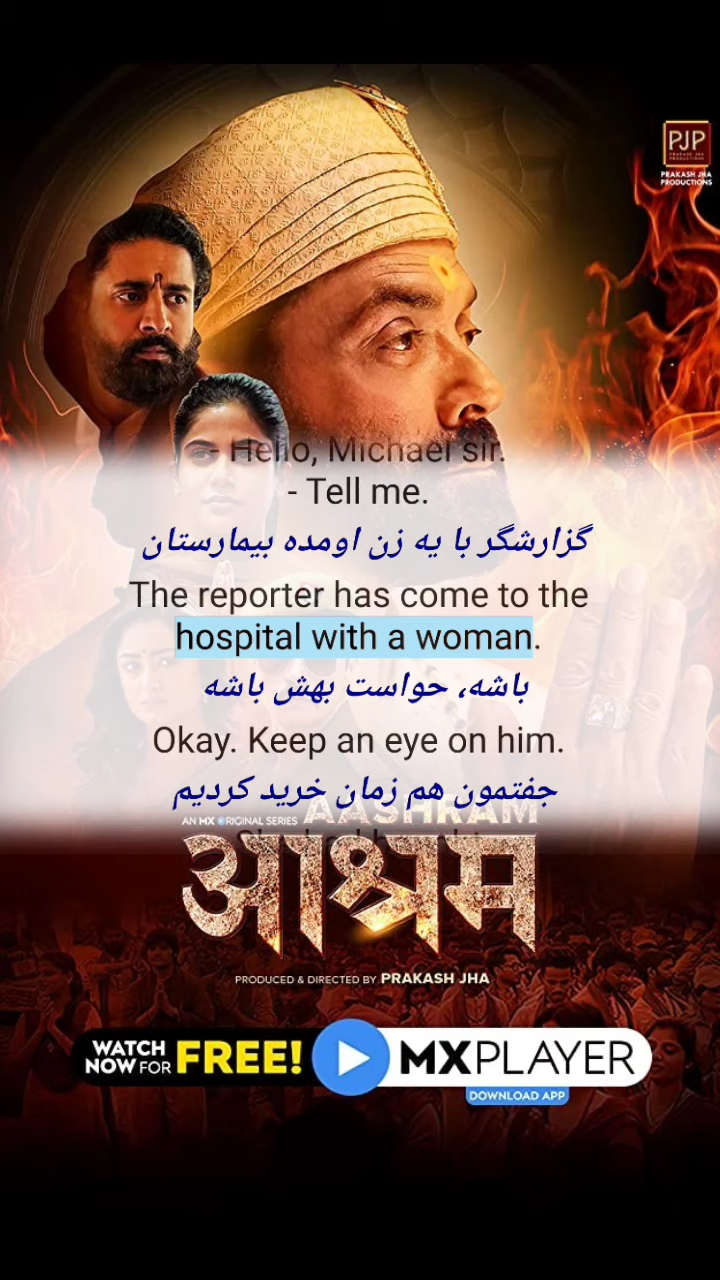 PJP
PRAKASH JHA
PRODUCTIONS
PRAKASH JHA
PRODUCTIONS
- Hello, Michael sir.
- Tell me.
گزارشگر با یه زن اومده بیمارستان
The reporter has come to the
hospital with a woman.
باشه، حواست بهش باشه
Okay. Keep an eye on him.
جفتمون هم زمان خرید کردیم
AN MX ORIGINAL SERIES AASHRAM
आश्रम
PRODUCED & DIRECTED BY PRAKASH JHA
WATCH
NOW FOR FREE!
MXPLAYER
DOWNLOAD APP